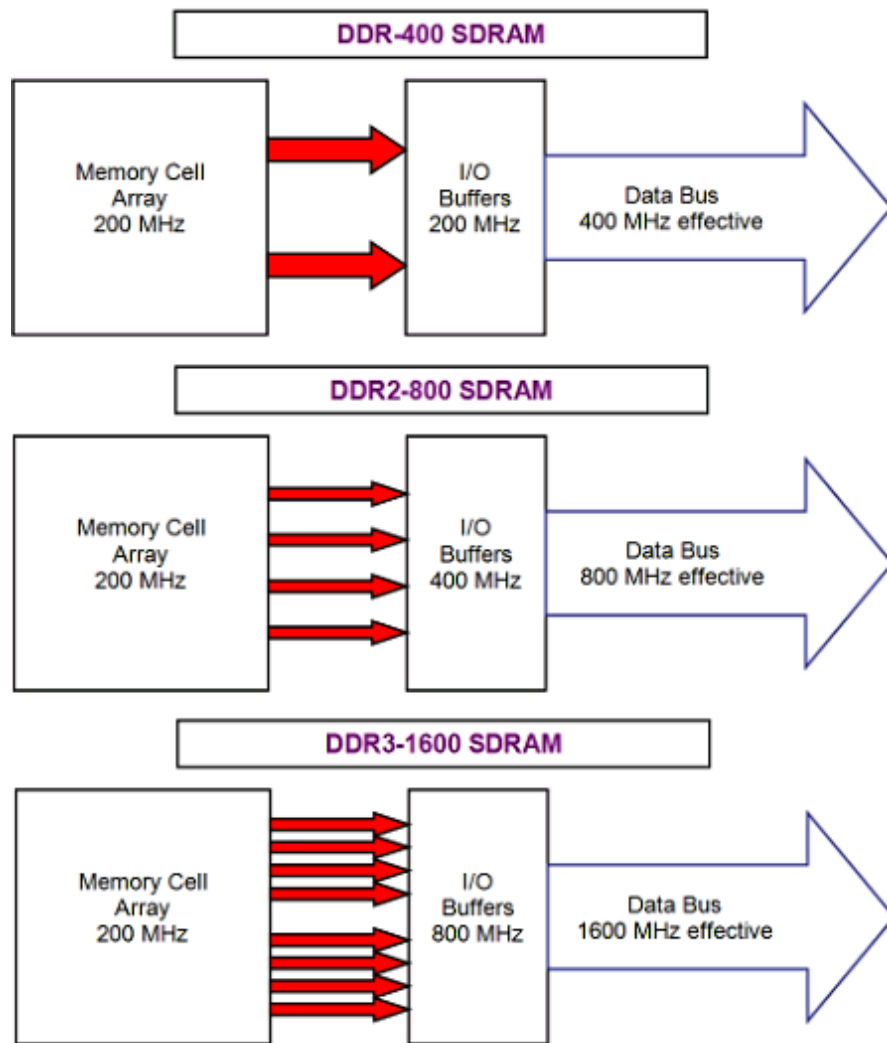 DDR-400 SDRAM
Memory Cell
Array
200 MHz
I/O
Buffers
200 MHz
Data Bus
400 MHz effective
DDR2-800 SDRAM
Memory Cell
Array
200 MHz
I/O
Buffers
400 MHz
Data Bus
800 MHz effective
DDR3-1600 SDRAM
Memory Cell
Array
200 MHz
I/O
Buffers
800 MHz
Data Bus
1600 MHz effective